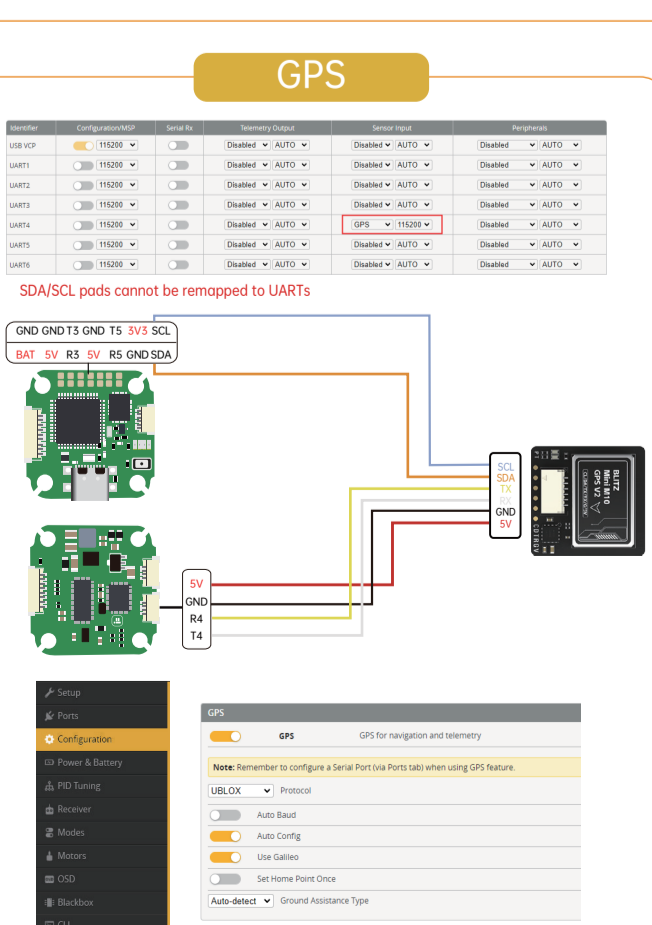 GPS
Identifier Configuration/MSP Serial Rx Telemetry Output Sensor Input Peripherals
USB VCP 115200 Disabled AUTO Disabled AUTO Disabled AUTO
UART1 115200 Disabled AUTO Disabled AUTO Disabled AUTO
UART2 115200 Disabled AUTO Disabled AUTO Disabled AUTO
UART3 115200 Disabled AUTO Disabled AUTO Disabled AUTO
UART4 115200 Disabled AUTO GPS 115200 Disabled AUTO
UART5 115200 Disabled AUTO Disabled AUTO Disabled AUTO
UART6 115200 Disabled AUTO Disabled AUTO Disabled AUTO
SDA/SCL pads cannot be remapped to UARTs
GND GND T3 GND T5 3V3 SCL
BAT 5V R3 5V R5 GND SDA
SCL
SDA
TX
RX
GND
5V
BLITZ
Mini M10
GPS V2
C D T R G V
5V
GND
R4
T4
Setup
Ports
Configuration
Power & Battery
PID Tuning
Receiver
Modes
Motors
OSD
Blackbox
GPS
GPS GPS for navigation and telemetry
Note: Remember to configure a Serial Port (via Ports tab) when using GPS feature.
UBLOX Protocol
Auto Baud
Auto Config
Use Galileo
Set Home Point Once
Auto-detect Ground Assistance Type